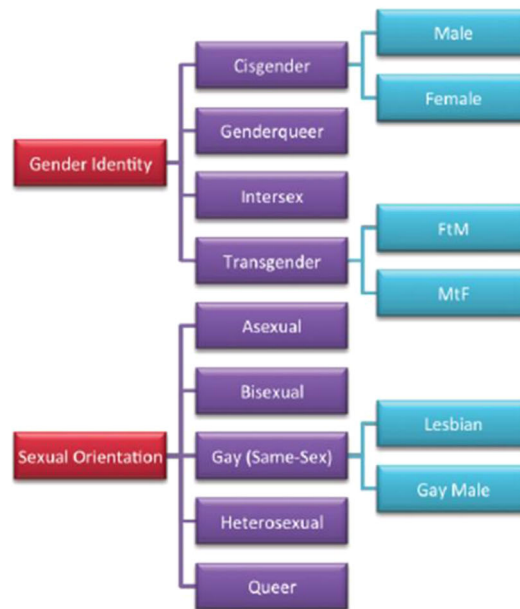 Gender Identity
Cisgender
Male
Female
Genderqueer
Intersex
Transgender
FtM
MtF
Sexual Orientation
Asexual
Bisexual
Gay (Same-Sex)
Lesbian
Gay Male
Heterosexual
Queer